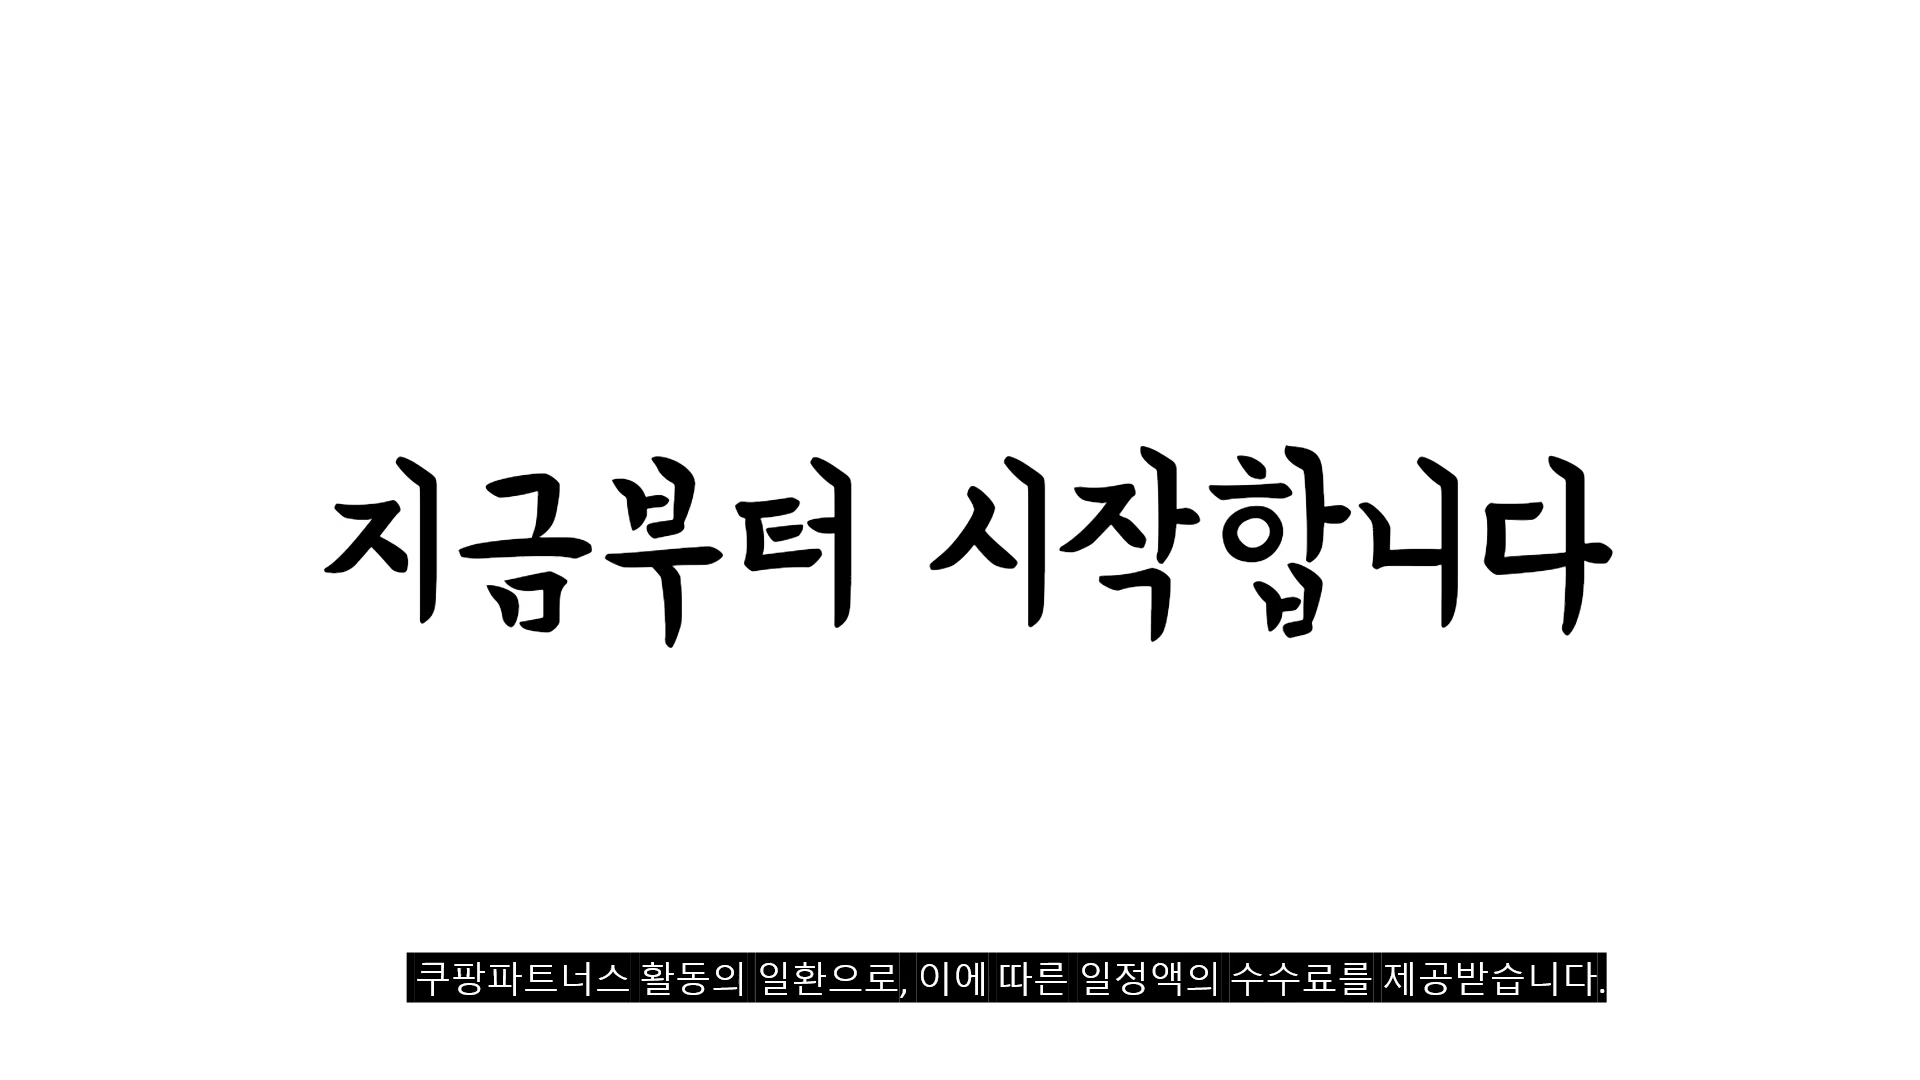 지금부터 시작합니다
쿠팡파트너스 활동의 일환으로, 이에 따른 일정액의 수수료를 제공받습니다.